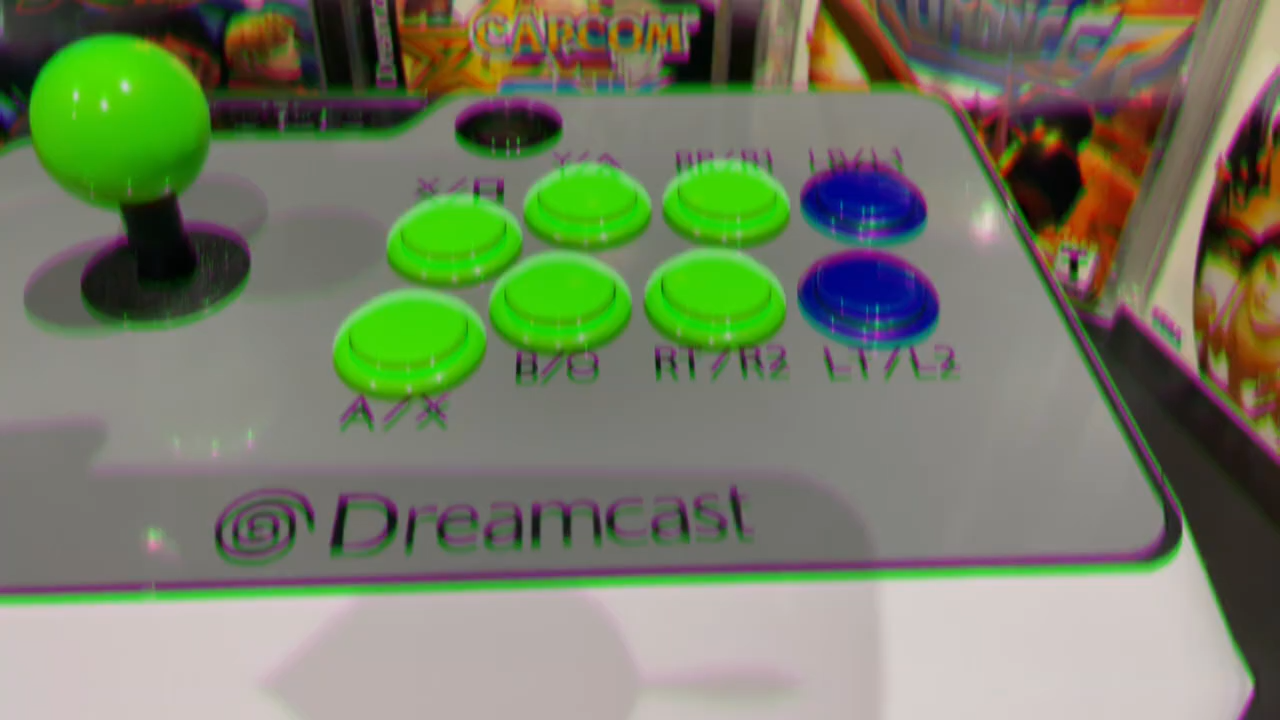 CAPCOM
X/□
Y/Δ
RB/R1
LB/L1
A/X
B/O
RT/R2
LT/L2
Dreamcast
T